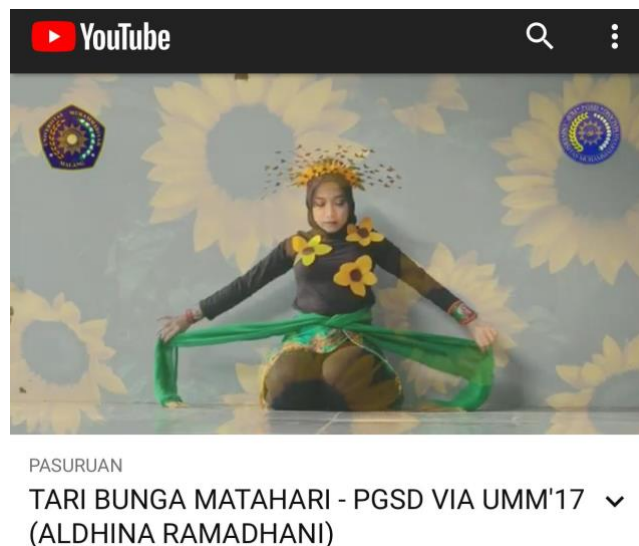 YouTube
PASURUAN
TARI BUNGA MATAHARI - PGSD VIA UMM'17
(ALDHINA RAMADHANI)